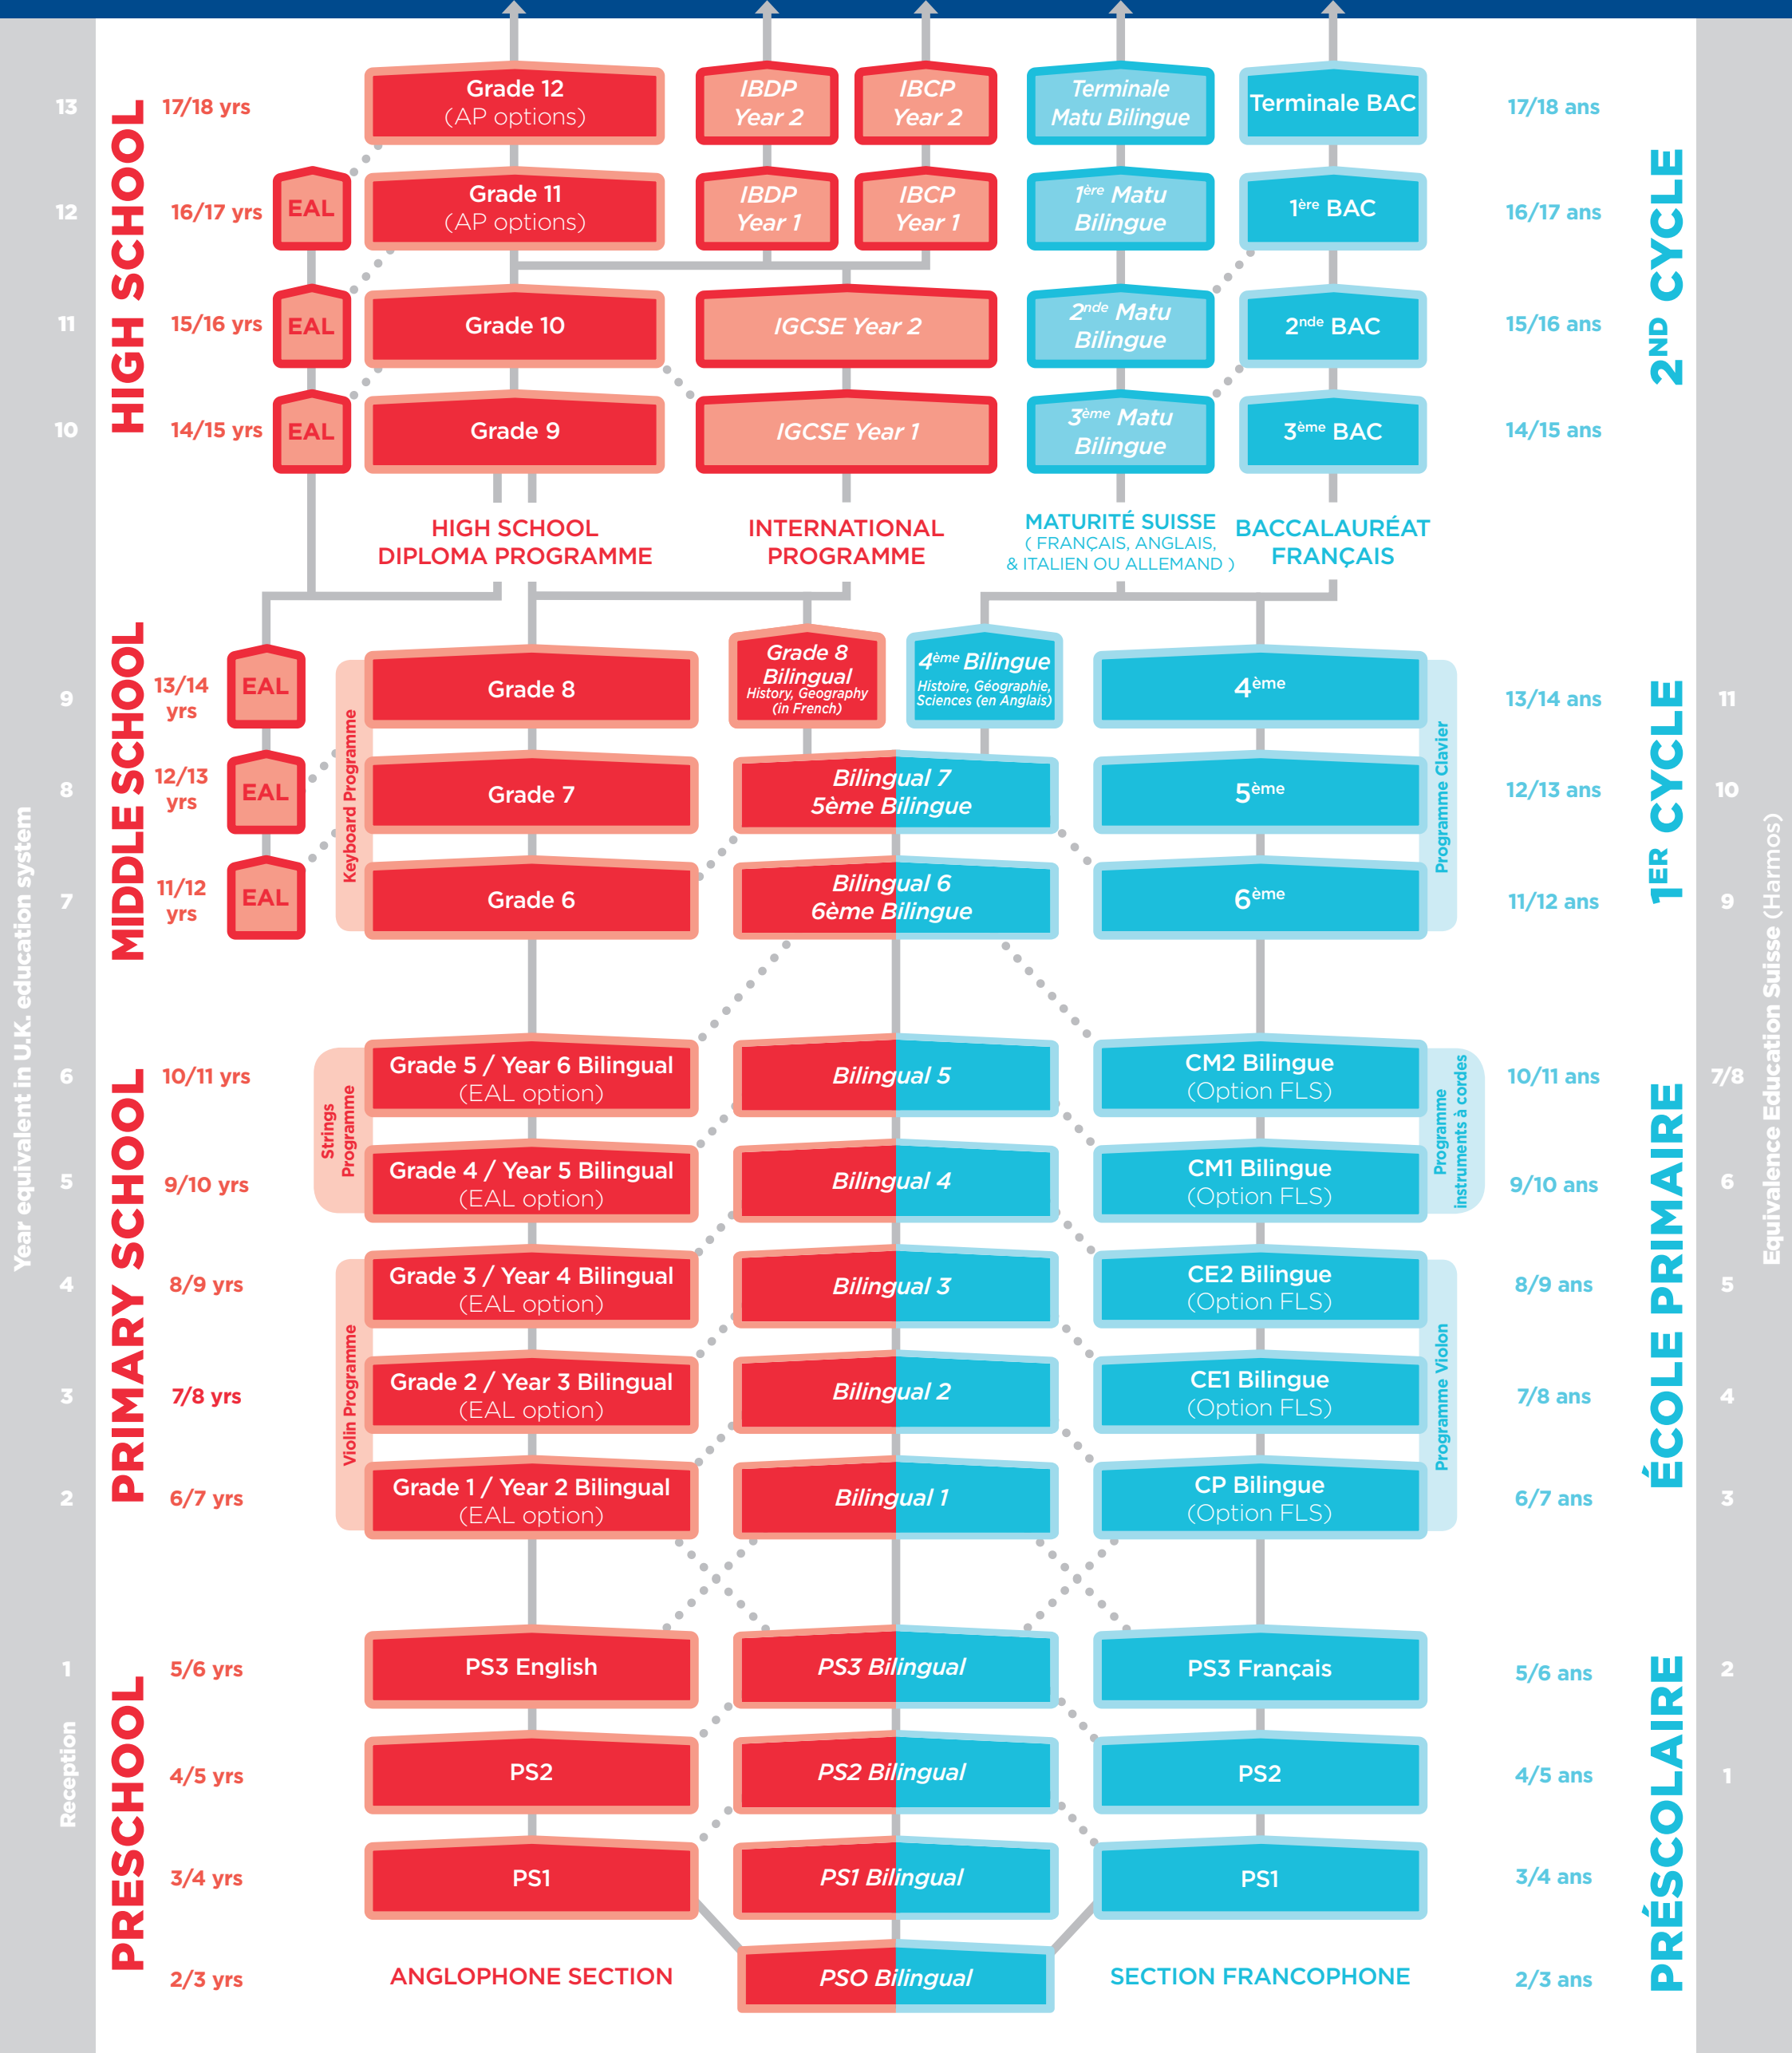 13
HIGH SCHOOL
17/18 yrs
Grade 12
(AP options)
IBDP
Year 2
IBCP
Year 2
Terminale
Matu Bilingue
Terminale BAC
17/18 ans
2ND CYCLE
12
16/17 yrs
EAL
Grade 11
(AP options)
IBDP
Year 1
IBCP
Year 1
1ère Matu
Bilingue
1ère BAC
16/17 ans
11
15/16 yrs
EAL
Grade 10
IGCSE Year 2
2nde Matu
Bilingue
2nde BAC
15/16 ans
10
14/15 yrs
EAL
Grade 9
IGCSE Year 1
3ème Matu
Bilingue
3ème BAC
14/15 ans
HIGH SCHOOL
DIPLOMA PROGRAMME
INTERNATIONAL
PROGRAMME
MATURITÉ SUISSE
( FRANÇAIS, ANGLAIS,
& ITALIEN OU ALLEMAND )
BACCALAURÉAT
FRANÇAIS
MIDDLE SCHOOL
9
13/14
yrs
EAL
Keyboard Programme
Grade 8
Grade 8
Bilingual
History, Geography
(in French)
4ème Bilingue
Histoire, Géographie,
Sciences (en Anglais)
4ème
Programme Clavier
13/14 ans
1ER CYCLE
11
8
12/13
yrs
EAL
Grade 7
Bilingual 7
5ème Bilingue
5ème
12/13 ans
10
7
11/12
yrs
EAL
Grade 6
Bilingual 6
6ème Bilingue
6ème
11/12 ans
9
Year equivalent in U.K. education system
Equivalence Education Suisse (Harmos)
PRIMARY SCHOOL
6
10/11 yrs
Strings
Programme
Grade 5 / Year 6 Bilingual
(EAL option)
Bilingual 5
CM2 Bilingue
(Option FLS)
Programme
instruments à cordes
10/11 ans
ÉCOLE PRIMAIRE
7/8
5
9/10 yrs
Grade 4 / Year 5 Bilingual
(EAL option)
Bilingual 4
CM1 Bilingue
(Option FLS)
9/10 ans
6
4
8/9 yrs
Violin Programme
Grade 3 / Year 4 Bilingual
(EAL option)
Bilingual 3
CE2 Bilingue
(Option FLS)
Programme Violon
8/9 ans
5
3
7/8 yrs
Grade 2 / Year 3 Bilingual
(EAL option)
Bilingual 2
CE1 Bilingue
(Option FLS)
7/8 ans
4
2
6/7 yrs
Grade 1 / Year 2 Bilingual
(EAL option)
Bilingual 1
CP Bilingue
(Option FLS)
6/7 ans
3
PRESCHOOL
1
5/6 yrs
PS3 English
PS3 Bilingual
PS3 Français
5/6 ans
PRÉSCOLAIRE
2
Reception
4/5 yrs
PS2
PS2 Bilingual
PS2
4/5 ans
1
3/4 yrs
PS1
PS1 Bilingual
PS1
3/4 ans
2/3 yrs
ANGLOPHONE SECTION
PSO Bilingual
SECTION FRANCOPHONE
2/3 ans